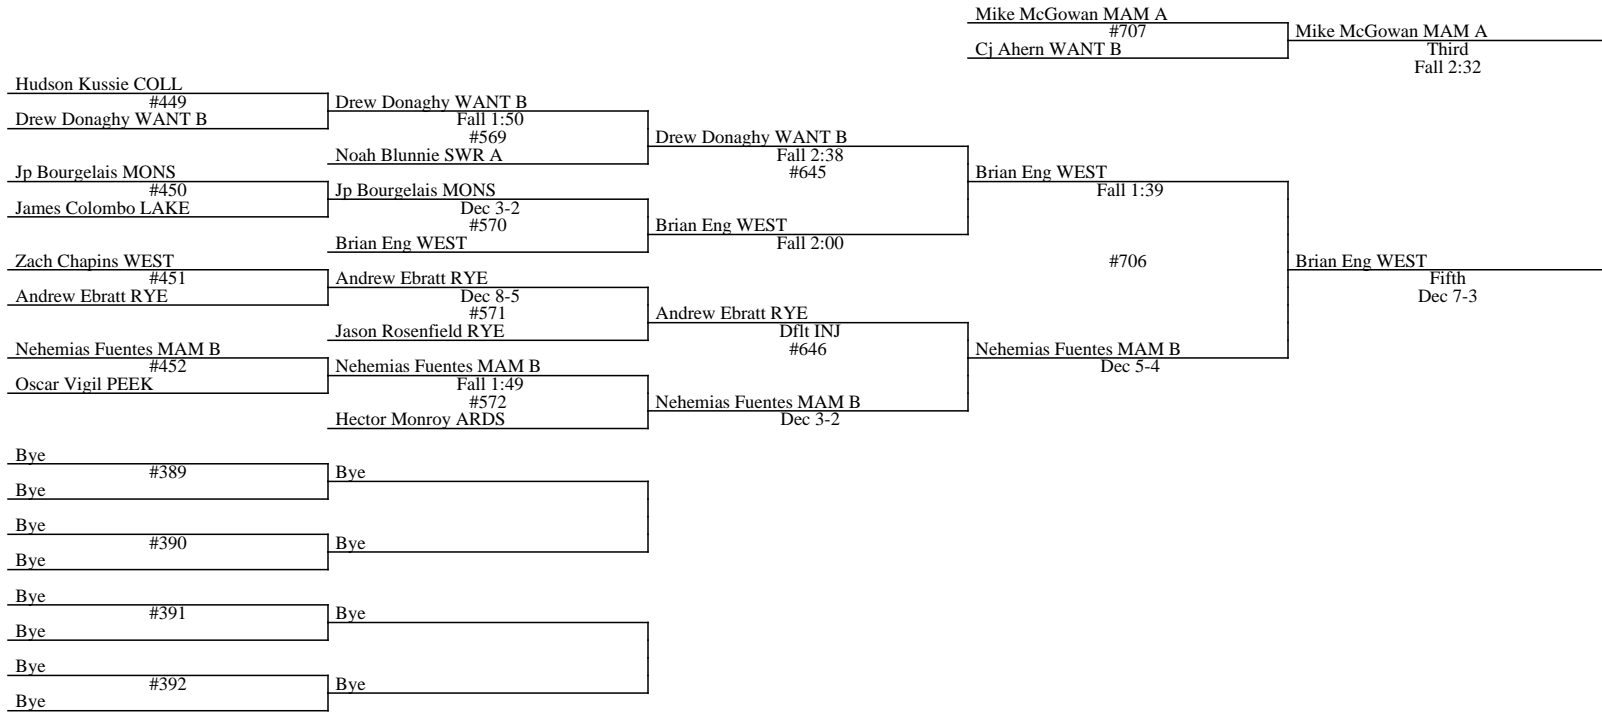 Mike McGowan MAM A
#707
Cj Ahern WANT B
Mike McGowan MAM A
Third
Fall 2:32
Hudson Kussie COLL
#449
Drew Donaghy WANT B
Jp Bourgelais MONS
#450
James Colombo LAKE
Zach Chapins WEST
#451
Andrew Ebratt RYE
Nehemias Fuentes MAM B
#452
Oscar Vigil PEEK
Drew Donaghy WANT B
Fall 1:50
#569
Noah Blunnie SWR A
Jp Bourgelais MONS
Dec 3-2
#570
Brian Eng WEST
Andrew Ebratt RYE
Dec 8-5
#571
Jason Rosenfield RYE
Nehemias Fuentes MAM B
Fall 1:49
#572
Hector Monroy ARDS
Drew Donaghy WANT B
Fall 2:38
#645
Brian Eng WEST
Fall 2:00
Andrew Ebratt RYE
Dflt INJ
#646
Nehemias Fuentes MAM B
Dec 3-2
Brian Eng WEST
Fall 1:39
#706
Nehemias Fuentes MAM B
Dec 5-4
Brian Eng WEST
Fifth
Dec 7-3
Bye
#389
Bye
Bye
Bye
#390
Bye
Bye
Bye
#391
Bye
Bye
Bye
#392
Bye
Bye